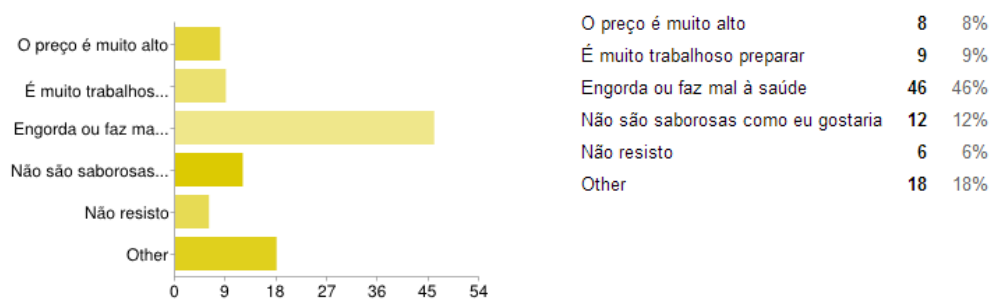 O preço é muito alto
É muito trabalhos...
Engorda ou faz ma...
Não são saborosas...
Não resisto
Other
0 9 18 27 36 45 54
O preço é muito alto 8 8%
É muito trabalhoso preparar 9 9%
Engorda ou faz mal à saúde 46 46%
Não são saborosas como eu gostaria 12 12%
Não resisto 6 6%
Other 18 18%